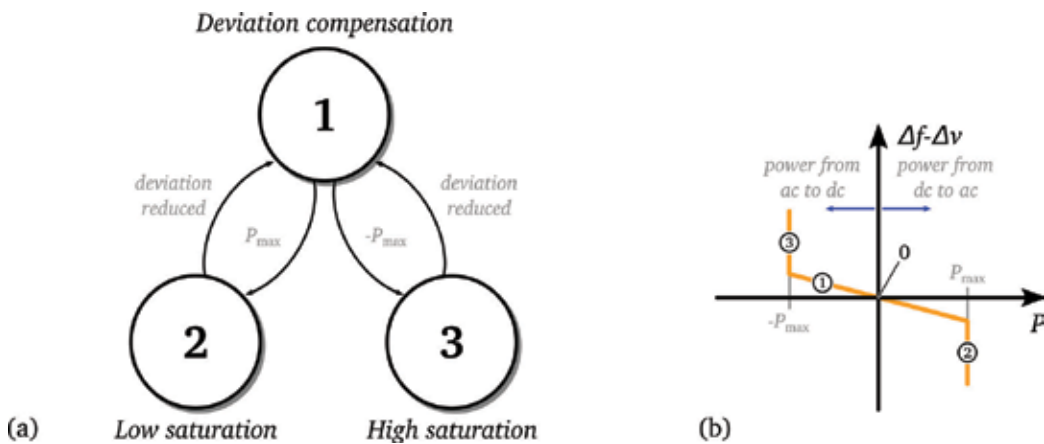 Deviation compensation
1
deviation
reduced
P_max
-P_max
deviation
reduced
2
3
(a)
Low saturation
High saturation
Δf-Δv
power from
ac to dc
power from
dc to ac
3
0
1
P_max
-P_max
P
2
(b)